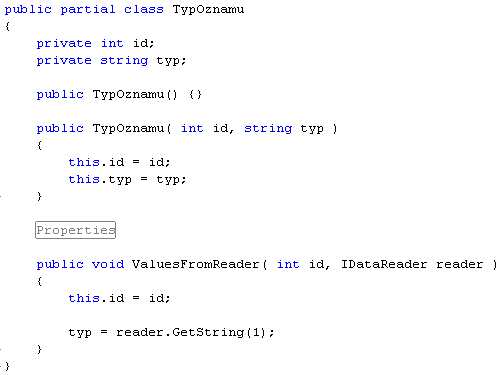 public partial class TypOznamu
{
private int id;
private string typ;
public TypOznamu() {}
public TypOznamu( int id, string typ )
{
this.id = id;
this.typ = typ;
}
Properties
public void ValuesFromReader( int id, IDataReader reader )
{
this.id = id;
typ = reader.GetString(1);
}
}